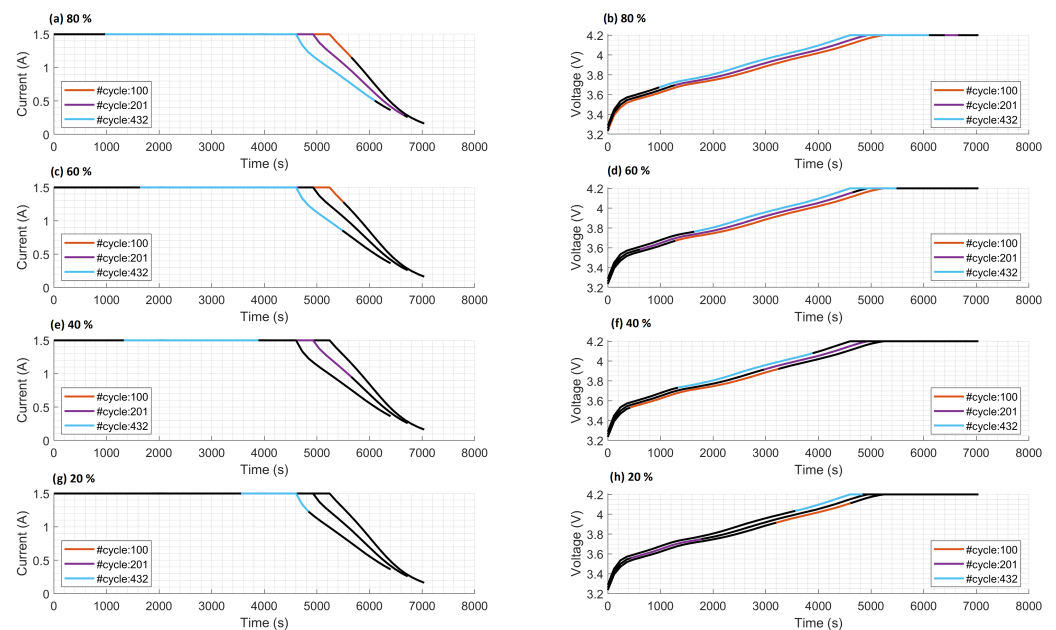 (a) 80 %
Current (A)
1.5
1
0.5
0
#cycle:100
#cycle:201
#cycle:432
0 1000 2000 3000 4000 5000 6000 7000 8000
Time (s)
(b) 80 %
Voltage (V)
4.2
4.0
3.8
3.6
3.4
3.2
#cycle:100
#cycle:201
#cycle:432
0 1000 2000 3000 4000 5000 6000 7000 8000
Time (s)
(c) 60 %
Current (A)
1.5
1
0.5
0
#cycle:100
#cycle:201
#cycle:432
0 1000 2000 3000 4000 5000 6000 7000 8000
Time (s)
(d) 60 %
Voltage (V)
4.2
4.0
3.8
3.6
3.4
3.2
#cycle:100
#cycle:201
#cycle:432
0 1000 2000 3000 4000 5000 6000 7000 8000
Time (s)
(e) 40 %
Current (A)
1.5
1
0.5
0
#cycle:100
#cycle:201
#cycle:432
0 1000 2000 3000 4000 5000 6000 7000 8000
Time (s)
(f) 40 %
Voltage (V)
4.2
4.0
3.8
3.6
3.4
3.2
#cycle:100
#cycle:201
#cycle:432
0 1000 2000 3000 4000 5000 6000 7000 8000
Time (s)
(g) 20 %
Current (A)
1.5
1
0.5
0
#cycle:100
#cycle:201
#cycle:432
0 1000 2000 3000 4000 5000 6000 7000 8000
Time (s)
(h) 20 %
Voltage (V)
4.2
4.0
3.8
3.6
3.4
3.2
#cycle:100
#cycle:201
#cycle:432
0 1000 2000 3000 4000 5000 6000 7000 8000
Time (s)